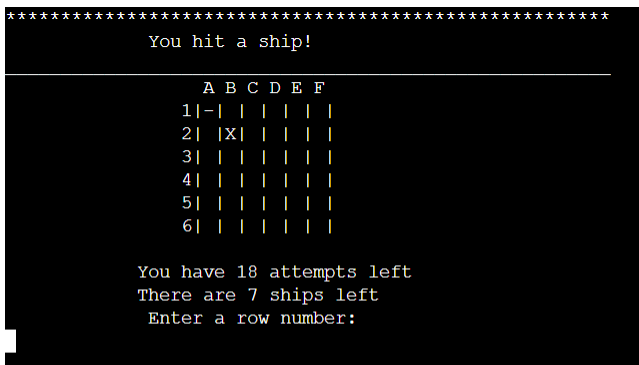 *******************************************************
You hit a ship!
_______________________________________________________
A B C D E F
1|-| | | | | |
2| |X| | | | |
3| | | | | | |
4| | | | | | |
5| | | | | | |
6| | | | | | |
You have 18 attempts left
There are 7 ships left
Enter a row number: